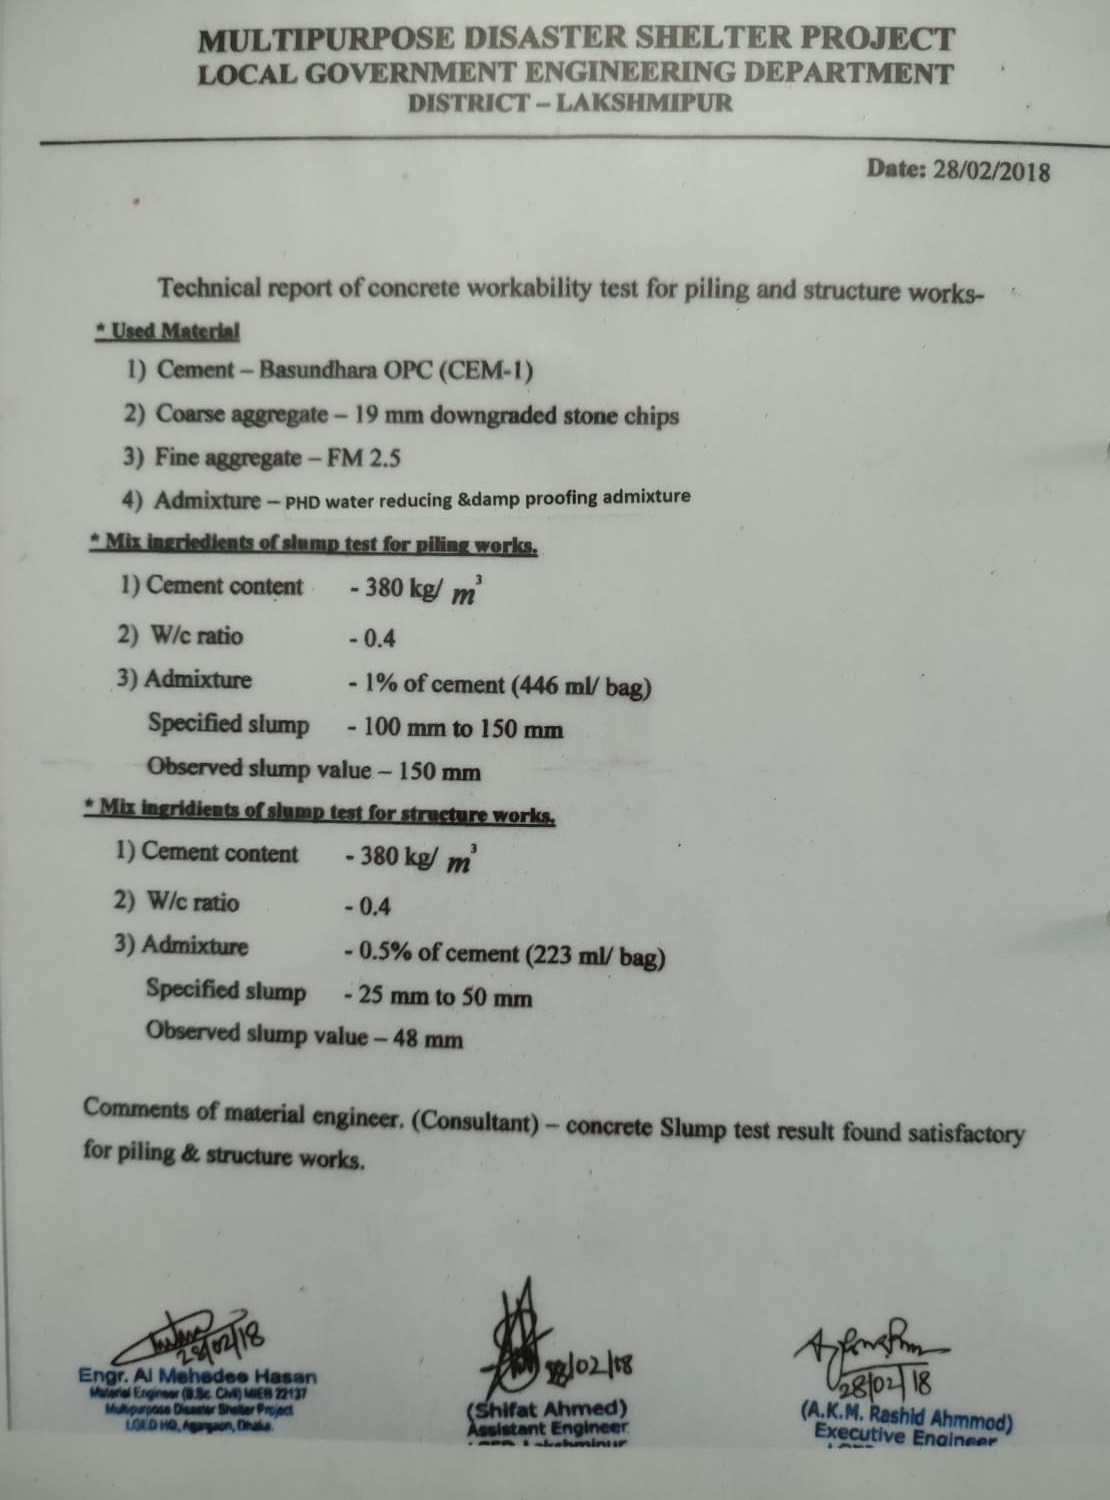 MULTIPURPOSE DISASTER SHELTER PROJECT
LOCAL GOVERNMENT ENGINEERING DEPARTMENT
DISTRICT – LAKSHMIPUR
Date: 28/02/2018
Technical report of concrete workability test for piling and structure works-
* Used Material
1) Cement – Basundhara OPC (CEM-1)
2) Coarse aggregate – 19 mm downgraded stone chips
3) Fine aggregate – FM 2.5
4) Admixture – PHD water reducing &damp proofing admixture
* Mix ingriedients of slump test for piling works.
1) Cement content - 380 kg/ m³
2) W/c ratio - 0.4
3) Admixture - 1% of cement (446 ml/ bag)
Specified slump - 100 mm to 150 mm
Observed slump value – 150 mm
* Mix ingridients of slump test for structure works.
1) Cement content - 380 kg/ m³
2) W/c ratio - 0.4
3) Admixture - 0.5% of cement (223 ml/ bag)
Specified slump - 25 mm to 50 mm
Observed slump value – 48 mm
Comments of material engineer. (Consultant) – concrete Slump test result found satisfactory
for piling & structure works.
28/02/18
Engr. Al Mehedee Hasan
Material Engineer (B.Sc. Civil) MIEB 22137
Multipurpose Disaster Shelter Project
LGED HQ, Agargaon, Dhaka.
28/02/18
(Shifat Ahmed)
Assistant Engineer
LGED Lakshmipur
28/02/18
(A.K.M. Rashid Ahmmod)
Executive Engineer